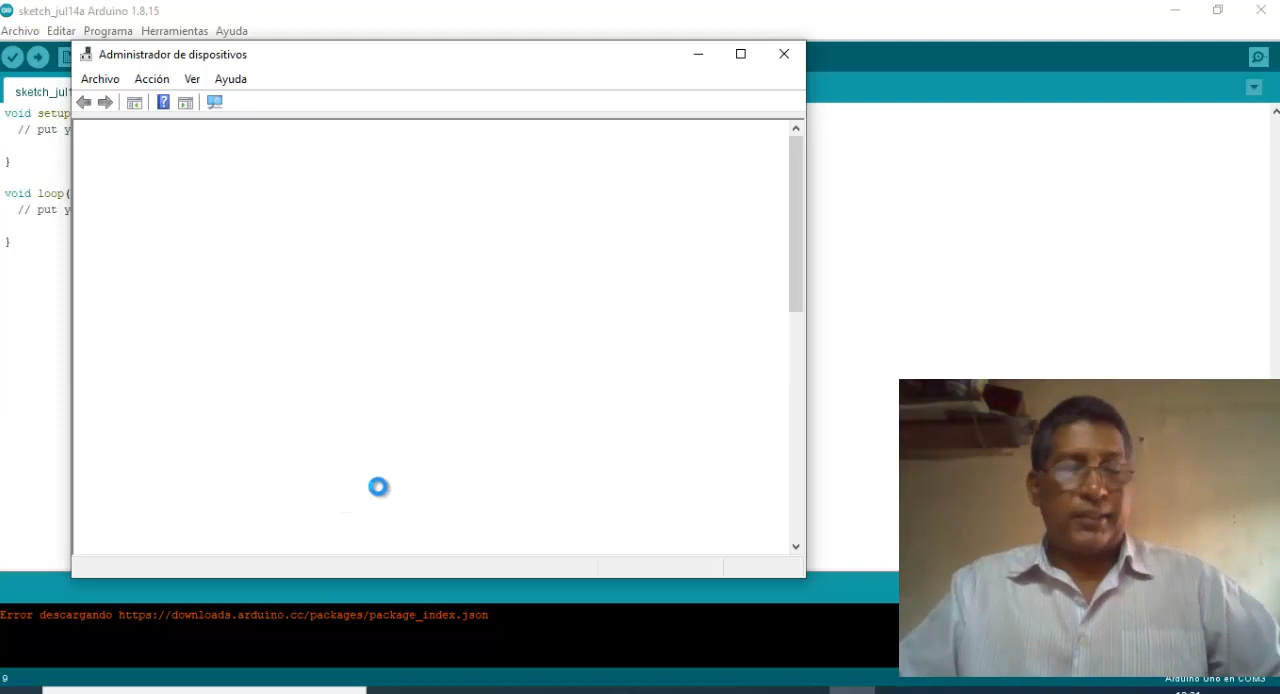 sketch_jul14a Arduino 1.8.15
Archivo Editar Programa Herramientas Ayuda
Administrador de dispositivos
Archivo Acción Ver Ayuda
sketch_jul1
void setup
// put y
}
void loop(
// put y
}
Error descargando https://downloads.arduino.cc/packages/package_index.json
9
Arduino Uno en COM3